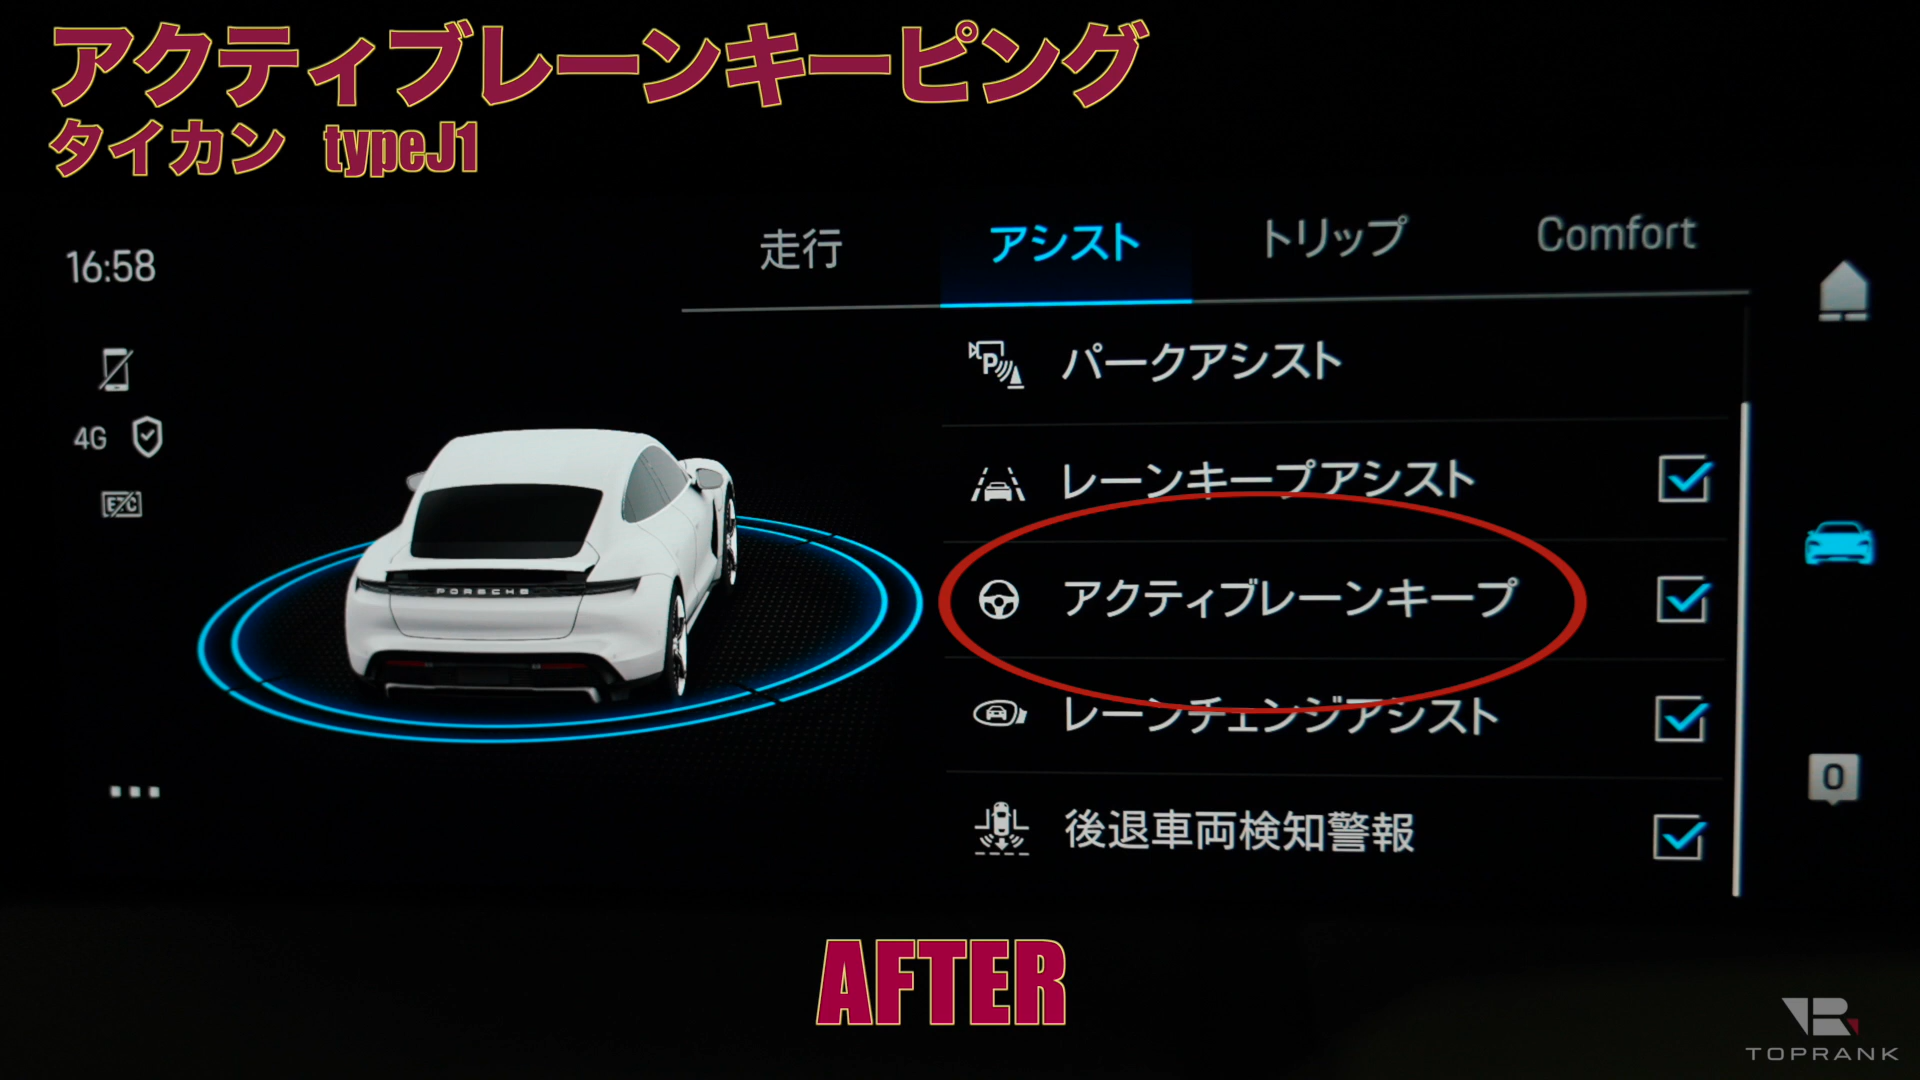 アクティブレーンキーピング
タイカン typeJ1
走行 アシスト トリップ Comfort
16:58
パークアシスト
4G
レーンキープアシスト
ETC
アクティブレーンキープ
PORSCHE
レーンチェンジアシスト
0
後退車両検知警報
AFTER
TOPRANK